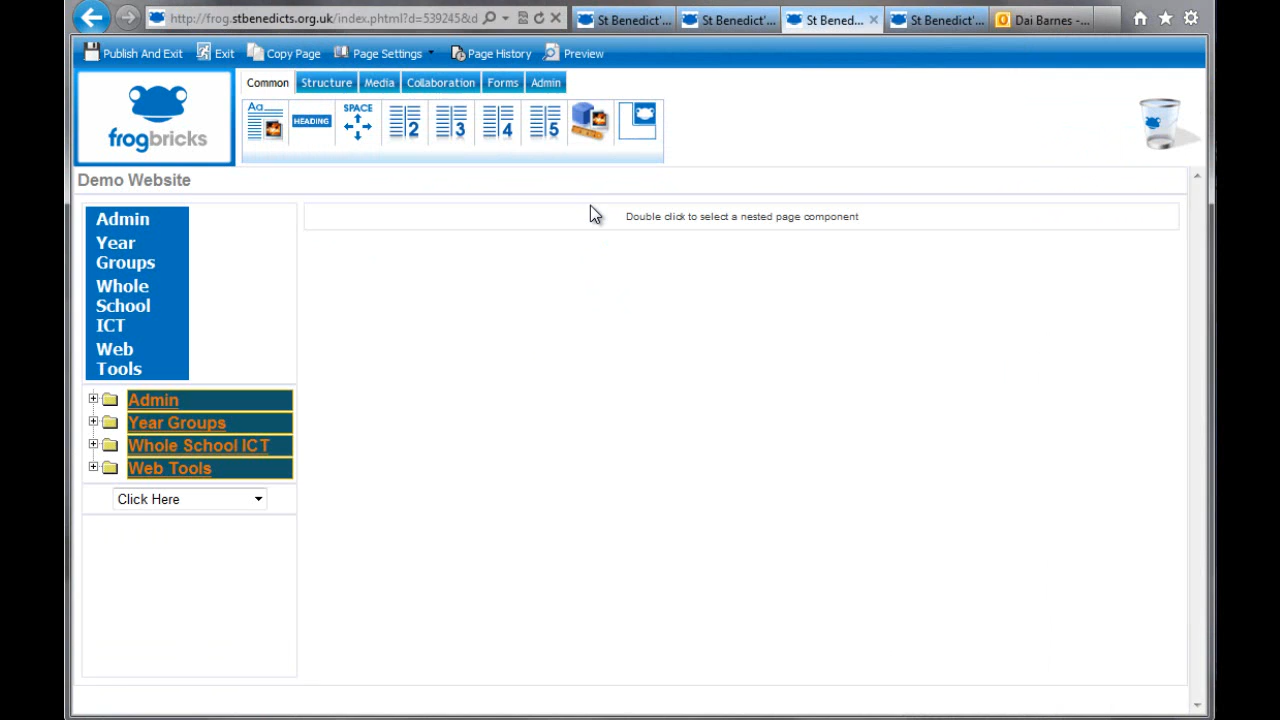 http://frog.stbenedicts.org.uk/index.phtml?d=539245&d
St Benedict'...
St Benedict'...
St Bened...
St Benedict'...
Dai Barnes -...
Publish And Exit
Exit
Copy Page
Page Settings
Page History
Preview
frogbricks
Common
Structure
Media
Collaboration
Forms
Admin
Aa
HEADING
SPACE
2
3
4
5
Demo Website
Admin
Year
Groups
Whole
School
ICT
Web
Tools
Double click to select a nested page component
Admin
Year Groups
Whole School ICT
Web Tools
Click Here